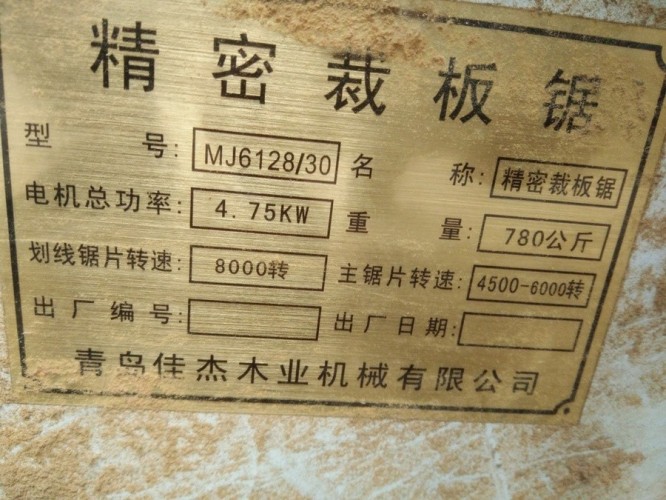 精密裁板锯
型号: MJ6128/30 名称: 精密裁板锯
电机总功率: 4.75KW 重量: 780公斤
划线锯片转速: 8000转 主锯片转速: 4500-6000转
出厂编号: 出厂日期:
青岛佳杰木业机械有限公司